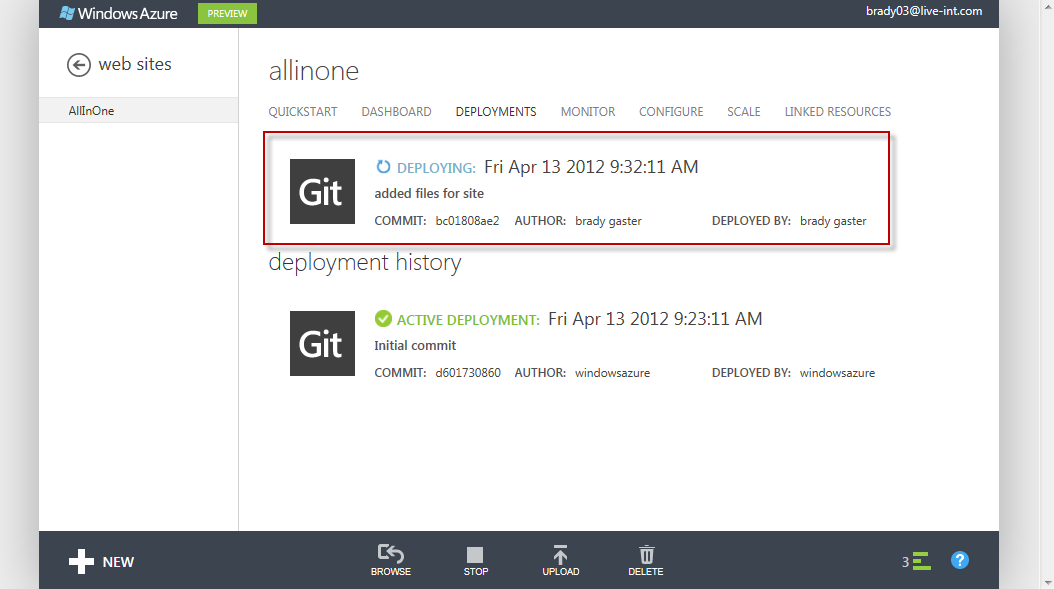 Windows Azure PREVIEW brady03@live-int.com
web sites
AllInOne
allinone
QUICKSTART DASHBOARD DEPLOYMENTS MONITOR CONFIGURE SCALE LINKED RESOURCES
Git
DEPLOYING: Fri Apr 13 2012 9:32:11 AM
added files for site
COMMIT: bc01808ae2 AUTHOR: brady gaster DEPLOYED BY: brady gaster
deployment history
Git
ACTIVE DEPLOYMENT: Fri Apr 13 2012 9:23:11 AM
Initial commit
COMMIT: d601730860 AUTHOR: windowsazure DEPLOYED BY: windowsazure
NEW BROWSE STOP UPLOAD DELETE 3 ?